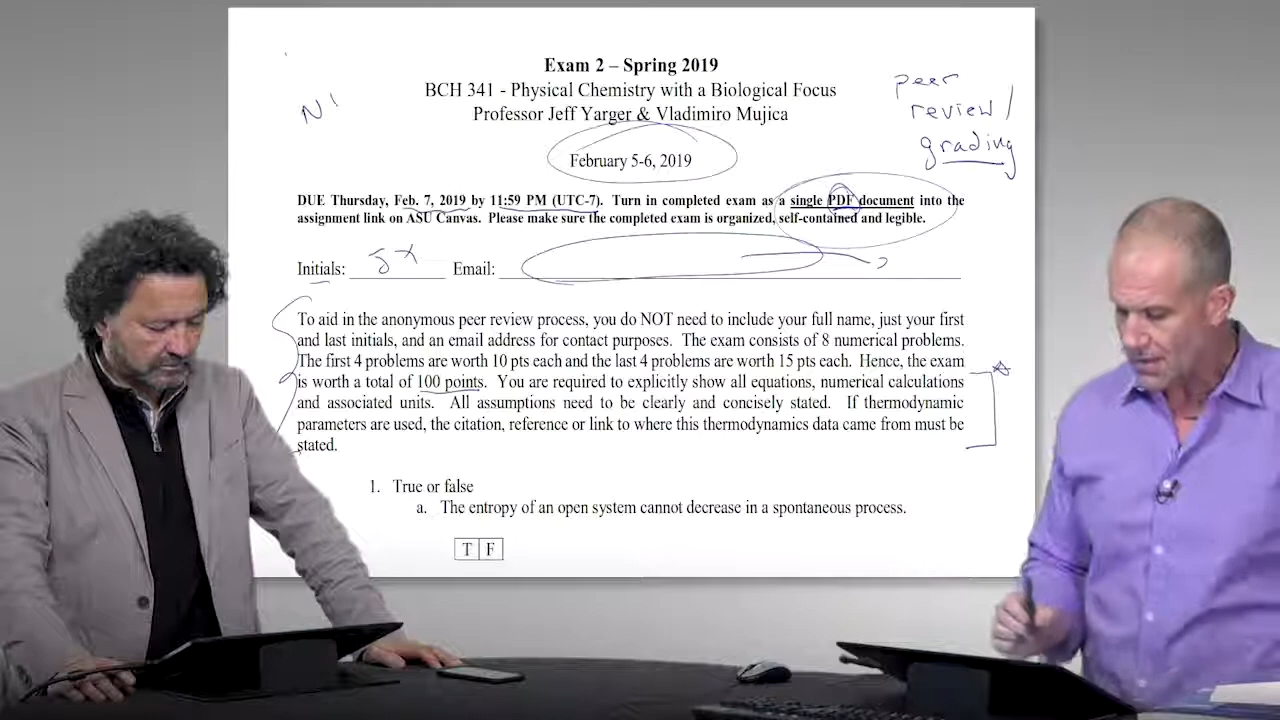 Exam 2 – Spring 2019
BCH 341 - Physical Chemistry with a Biological Focus
Professor Jeff Yarger & Vladimiro Mujica
peer
review/
grading
February 5-6, 2019
DUE Thursday, Feb. 7, 2019 by 11:59 PM (UTC-7). Turn in completed exam as a single PDF document into the
assignment link on ASU Canvas. Please make sure the completed exam is organized, self-contained and legible.
Initials: Email:
To aid in the anonymous peer review process, you do NOT need to include your full name, just your first
and last initials, and an email address for contact purposes. The exam consists of 8 numerical problems.
The first 4 problems are worth 10 pts each and the last 4 problems are worth 15 pts each. Hence, the exam
is worth a total of 100 points. You are required to explicitly show all equations, numerical calculations
and associated units. All assumptions need to be clearly and concisely stated. If thermodynamic
parameters are used, the citation, reference or link to where this thermodynamics data came from must be
stated.
1. True or false
a. The entropy of an open system cannot decrease in a spontaneous process.
T F